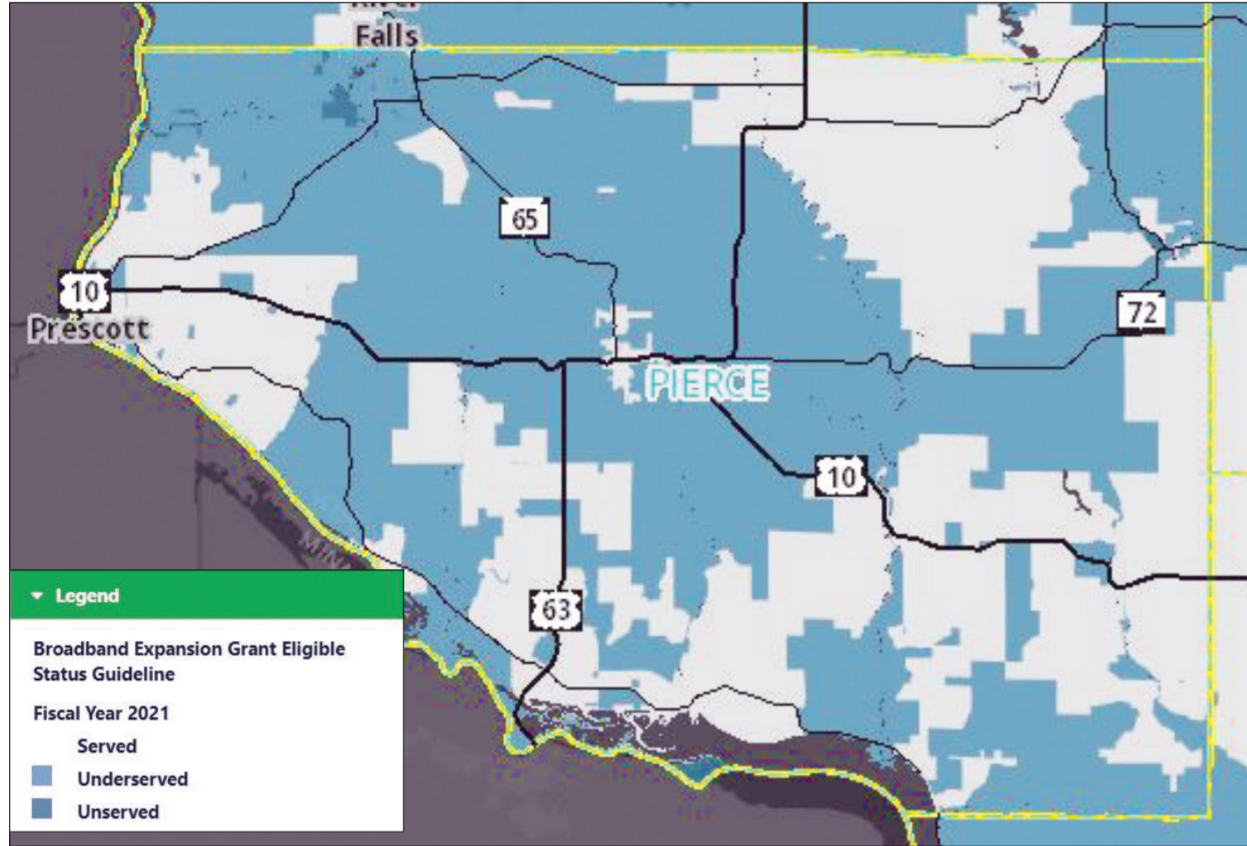 Falls
65
10
Prescott
72
PIERCE
10
63
Legend
Broadband Expansion Grant Eligible
Status Guideline
Fiscal Year 2021
Served
Underserved
Unserved